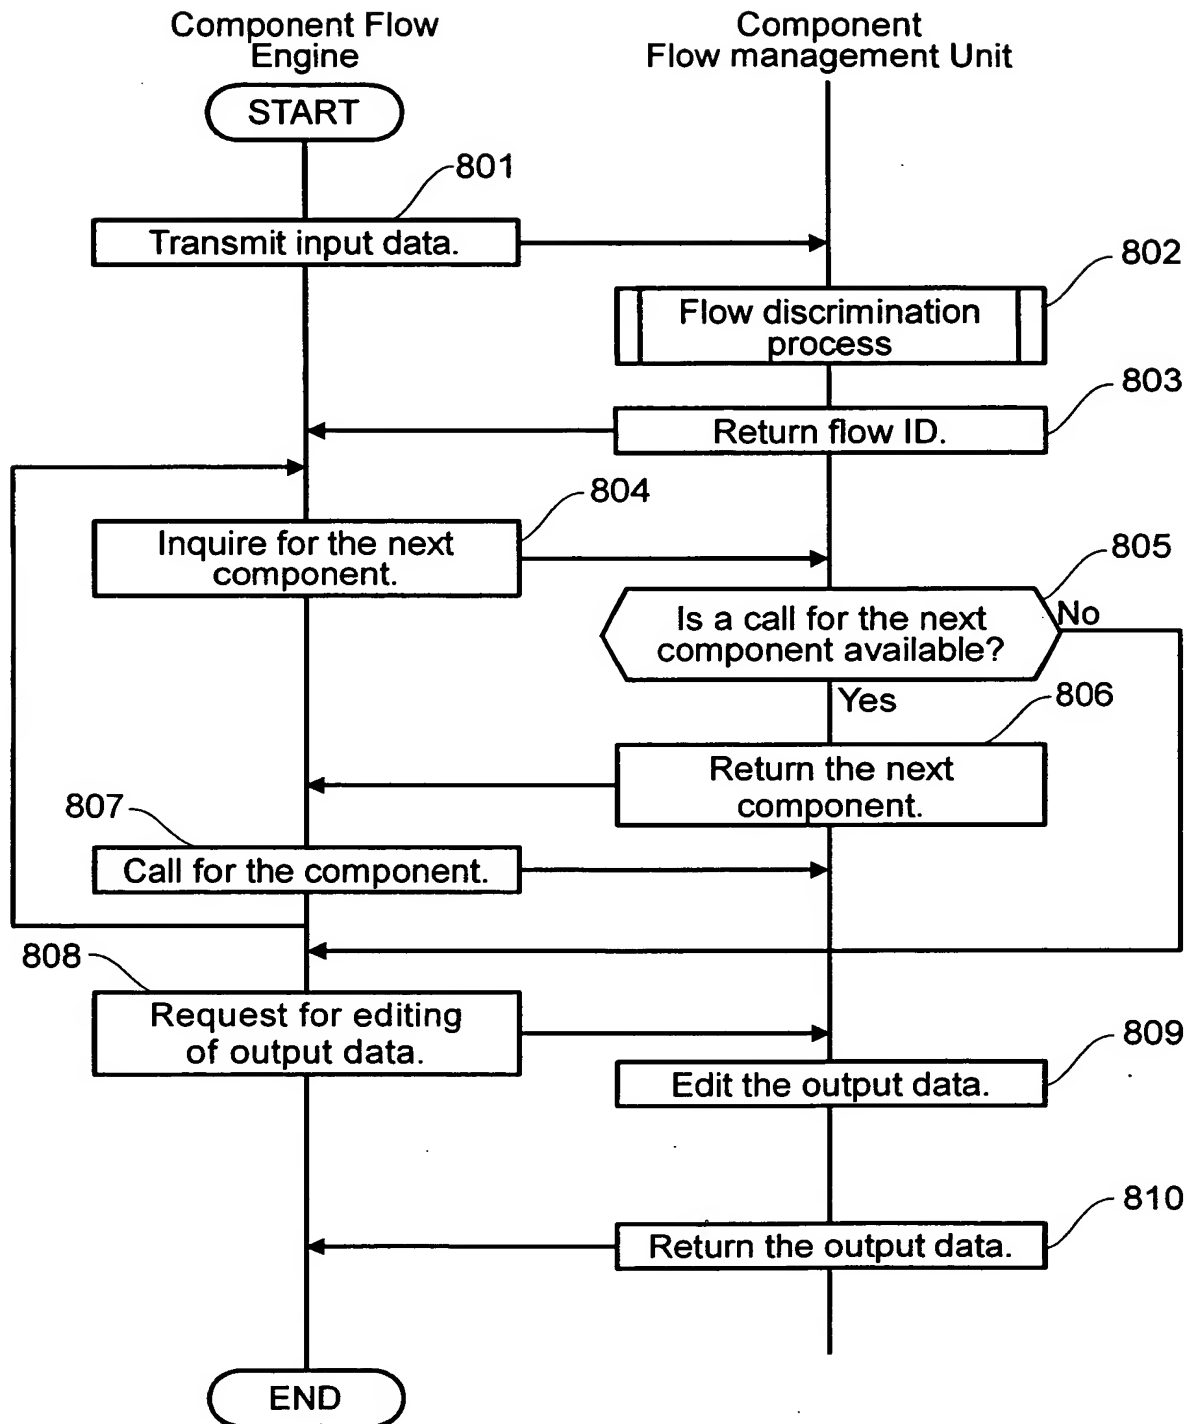 Component Flow
Engine
Component
Flow management Unit
START
801
Transmit input data.
802
Flow discrimination
process
803
Return flow ID.
804
Inquire for the next
component.
805
Is a call for the next
component available?
No
Yes
806
Return the next
component.
807
Call for the component.
808
Request for editing
of output data.
809
Edit the output data.
810
Return the output data.
END